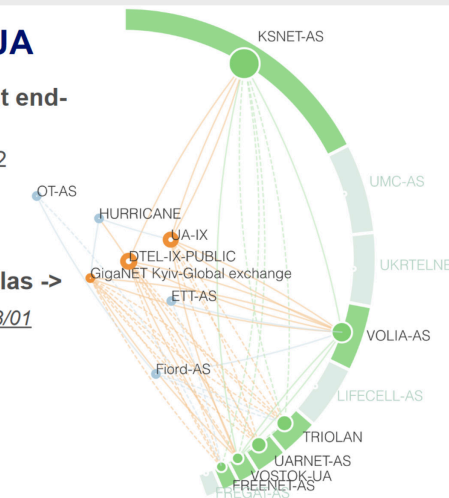 UA
t end-
2
las ->
3/01
KSNET-AS
UMC-AS
UKRTELNE
VOLIA-AS
LIFECELL-AS
TRIOLAN
UARNET-AS
VOSTOK-UA
FREENET-AS
FREGAT-AS
OT-AS
HURRICANE
UA-IX
DTEL-IX-PUBLIC
GigaNET Kyiv-Global exchange
ETT-AS
Fiord-AS